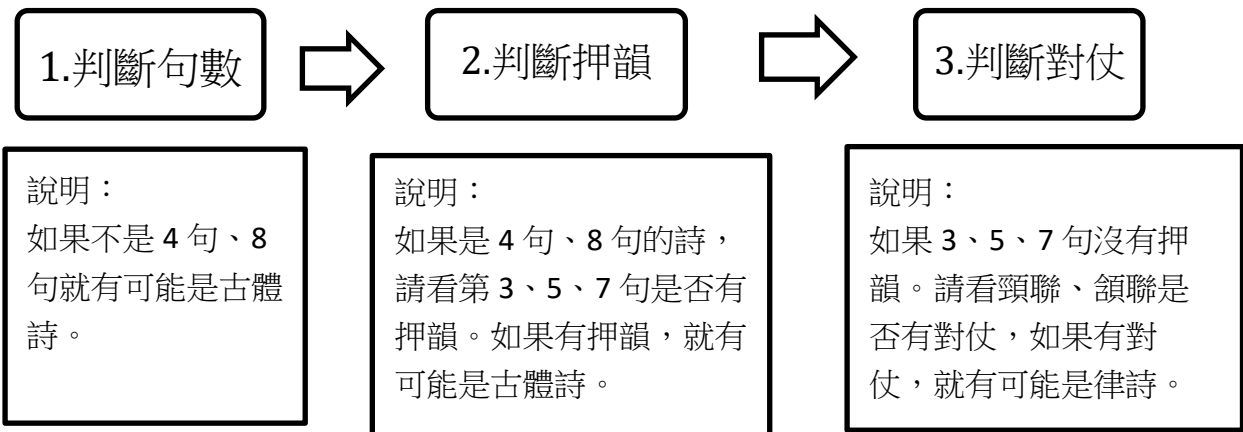 1.判斷句數
2.判斷押韻
3.判斷對仗
說明：
如果不是 4 句、8
句就有可能是古體
詩。
說明：
如果是 4 句、8 句的詩，
請看第 3、5、7 句是否有
押韻。如果有押韻，就有
可能是古體詩。
說明：
如果 3、5、7 句沒有押
韻。請看頸聯、頷聯是
否有對仗，如果有對
仗，就有可能是律詩。